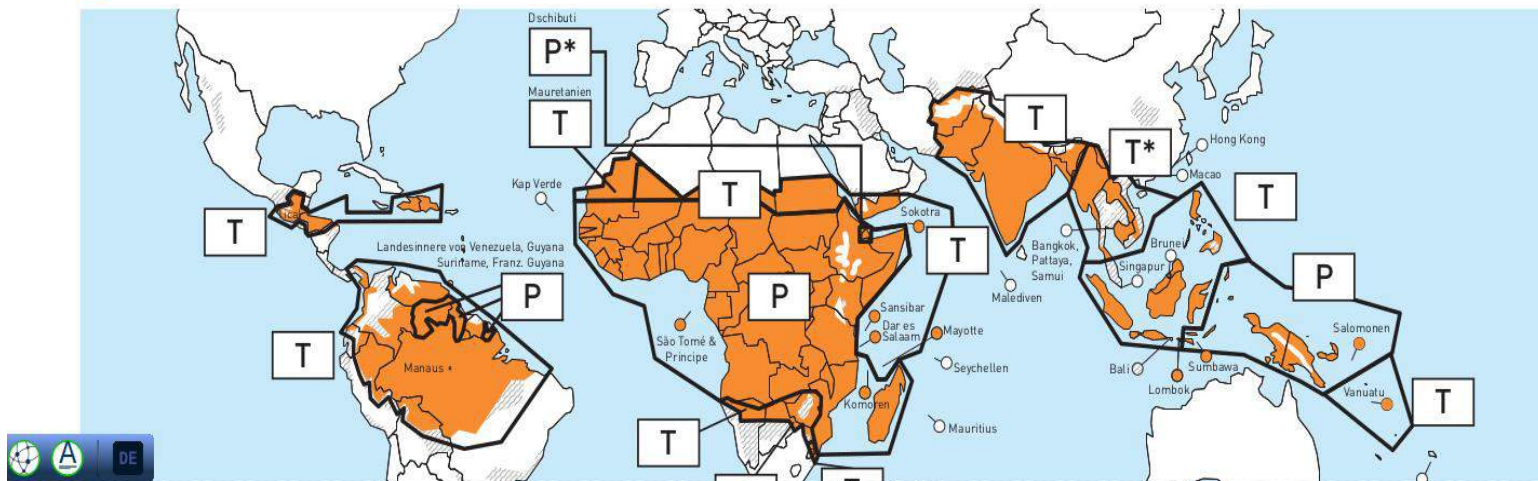 Dschibuti
P*
Mauretanien
T
Kap Verde
T
T
T*
Hong Kong
Macao
T
T
Landesinnere von Venezuela, Guyana
Suriname, Franz. Guyana
P
Sokotra
T
Bangkok,
Pattaya,
Samui
Brunei
Singapur
Malediven
P
P
Sansibar
Dar es
Salaam
Mayotte
São Tomé &
Principe
Seychellen
Salomonen
T
Manaus
Bali
Sumbawa
Lombok
Vanuatu
T
Komoren
Mauritius
T
A
DE